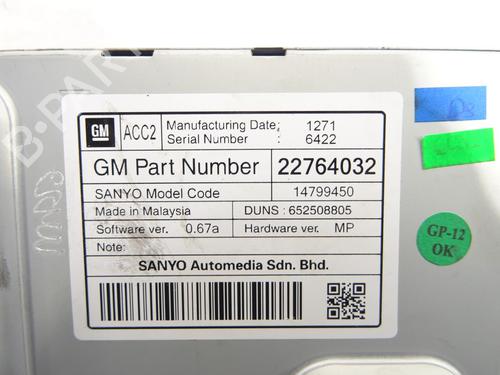 GM
ACC2
Manufacturing Date: 1271
Serial Number : 6422
GM Part Number 22764032
SANYO Model Code 14799450
Made in Malaysia DUNS : 652508805
Software ver. 0.67a Hardware ver. MP
Note:
SANYO Automedia Sdn. Bhd.
GP-12
OK
B-PARTS